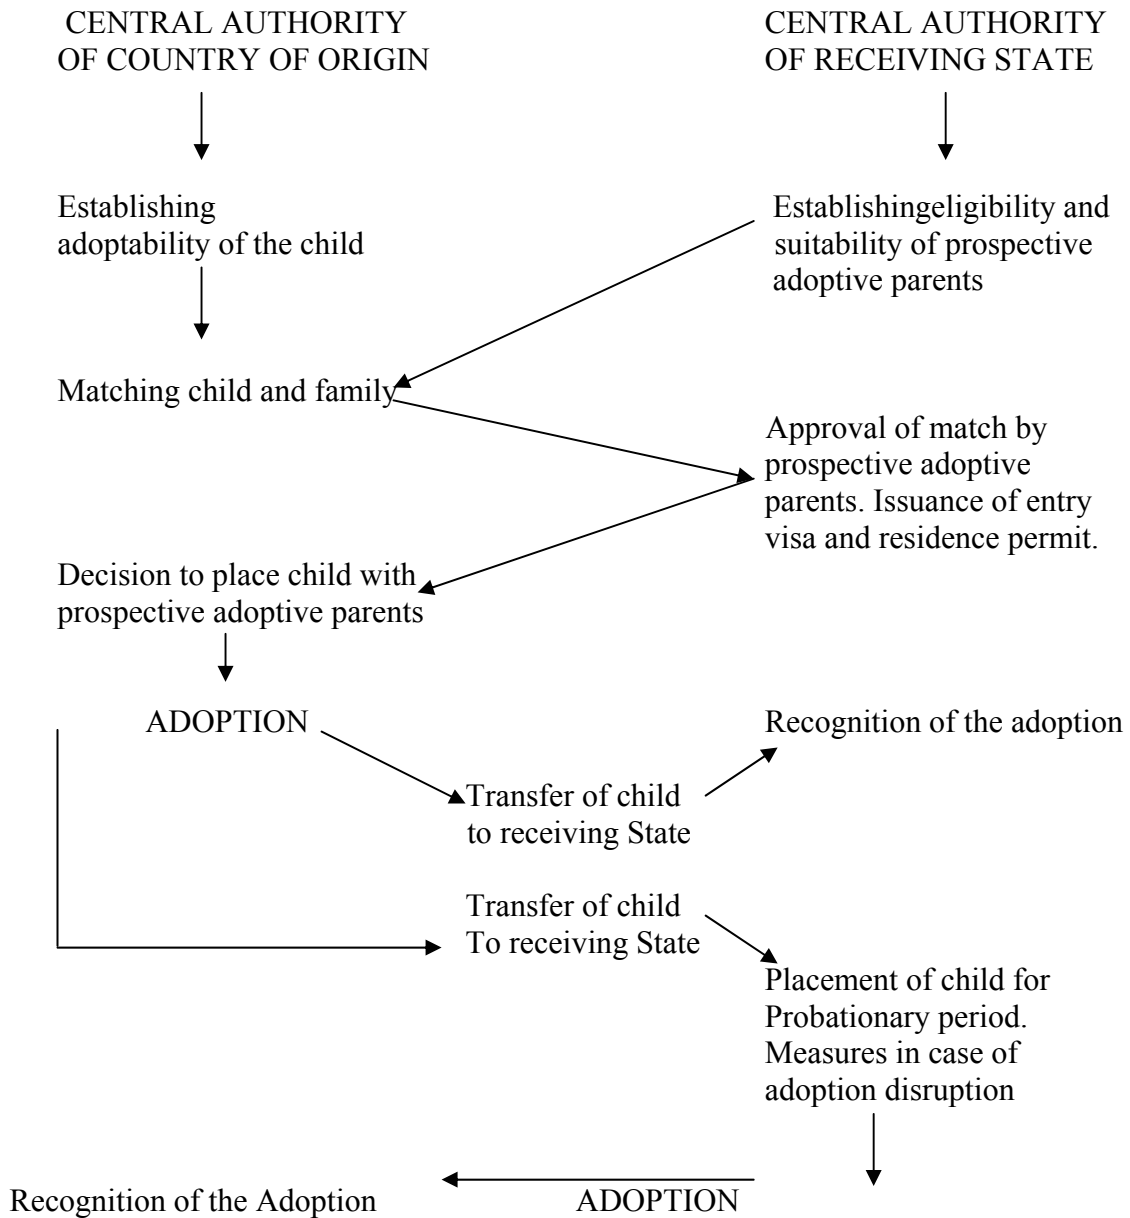 CENTRAL AUTHORITY
OF COUNTRY OF ORIGIN
CENTRAL AUTHORITY
OF RECEIVING STATE
Establishing
adoptability of the child
Establishingeligibility and
suitability of prospective
adoptive parents
Matching child and family
Approval of match by
prospective adoptive
parents. Issuance of entry
visa and residence permit.
Decision to place child with
prospective adoptive parents
ADOPTION
Recognition of the adoption
Transfer of child
to receiving State
Transfer of child
To receiving State
Placement of child for
Probationary period.
Measures in case of
adoption disruption
Recognition of the Adoption
ADOPTION